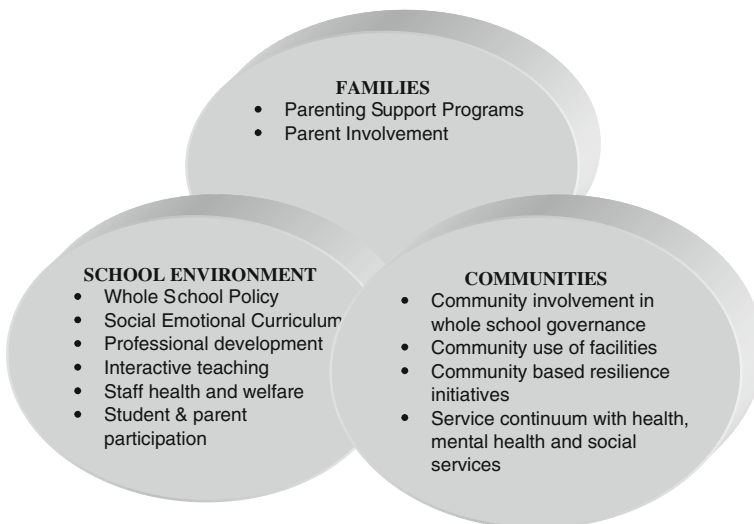 FAMILIES
• Parenting Support Programs
• Parent Involvement
SCHOOL ENVIRONMENT
• Whole School Policy
• Social Emotional Curriculum
• Professional development
• Interactive teaching
• Staff health and welfare
• Student & parent
participation
COMMUNITIES
• Community involvement in
whole school governance
• Community use of facilities
• Community based resilience
initiatives
• Service continuum with health,
mental health and social
services